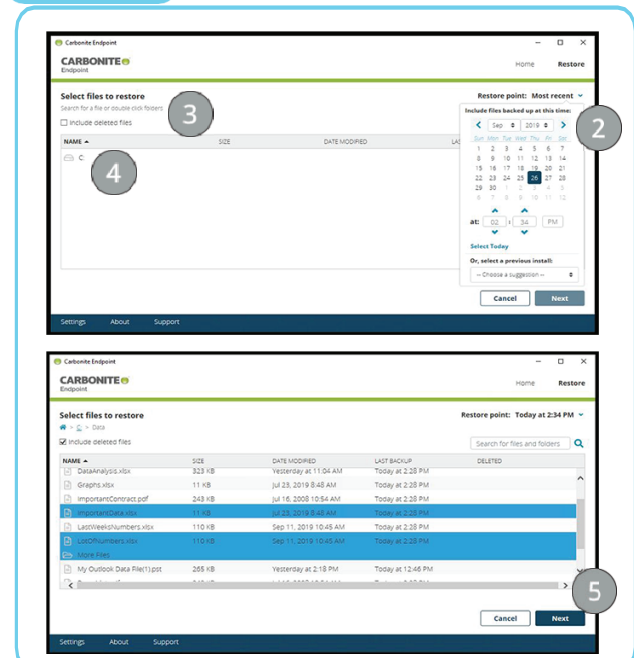 Carbonite Endpoint
CARBONITE
Endpoint
Home Restore
Select files to restore
Restore point: Most recent
Search for a file or double click folders
Include deleted files
3
2
Include files backed up at this time:
Sep 2019
Sun Mon Tue Wed Thu Fri Sat
1 2 3 4 5 6 7
8 9 10 11 12 13 14
15 16 17 18 19 20 21
22 23 24 25 26 27 28
29 30 1 2 3 4 5
6 7 8 9 10 11 12
at: 02 : 34 PM
Select Today
Or, select a previous install:
-- Choose a suggestion --
NAME SIZE DATE MODIFIED
C:
4
Cancel Next
Settings About Support
Carbonite Endpoint
CARBONITE
Endpoint
Home Restore
Select files to restore
Restore point: Today at 2:34 PM
> C: > Data
Include deleted files
Search for files and folders
NAME SIZE DATE MODIFIED LAST BACKUP DELETED
DataAnalysis.xlsx 323 KB Yesterday at 11:04 AM Today at 2:28 PM
Graphs.xlsx 11 KB Jul 23, 2019 8:48 AM Today at 2:28 PM
ImportantContract.pdf 243 KB Jul 16, 2008 10:54 AM Today at 2:28 PM
ImportantData.xlsx 11 KB Jul 23, 2019 8:48 AM Today at 2:28 PM
LastWeeksNumbers.xlsx 110 KB Sep 11, 2019 10:45 AM Today at 2:28 PM
LotOfNumbers.xlsx 110 KB Sep 11, 2019 10:45 AM Today at 2:28 PM
More Files
My Outlook Data File(1).pst 265 KB Yesterday at 2:18 PM Today at 12:46 PM
5
Cancel Next
Settings About Support